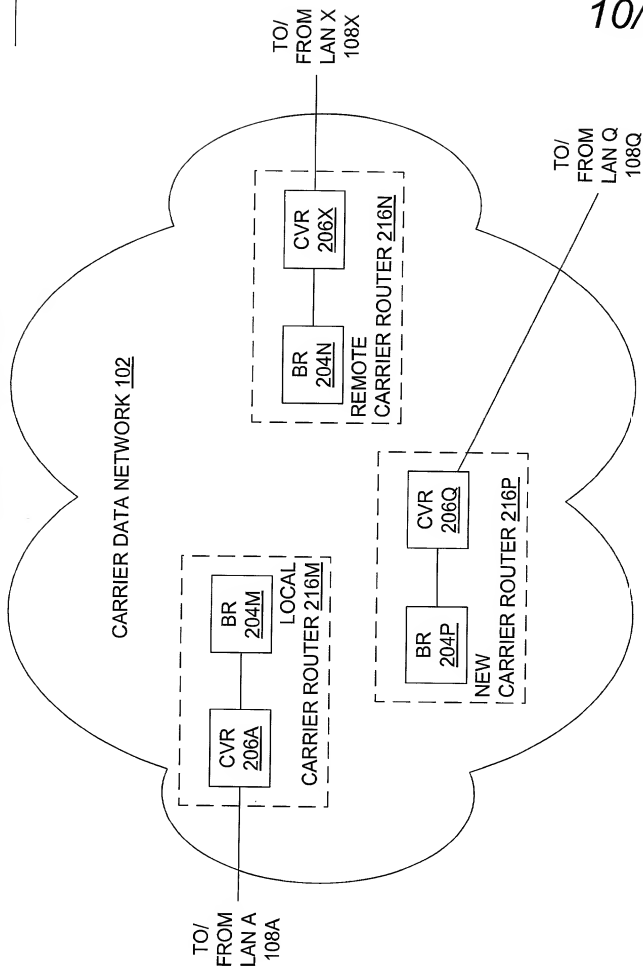 10/
CARRIER DATA NETWORK 102
TO/
FROM
LAN A
108A
CVR
206A
BR
204M
LOCAL
CARRIER ROUTER 216M
BR
204P
CVR
206Q
NEW
CARRIER ROUTER 216P
BR
204N
CVR
206X
REMOTE
CARRIER ROUTER 216N
TO/
FROM
LAN X
108X
TO/
FROM
LAN Q
108Q